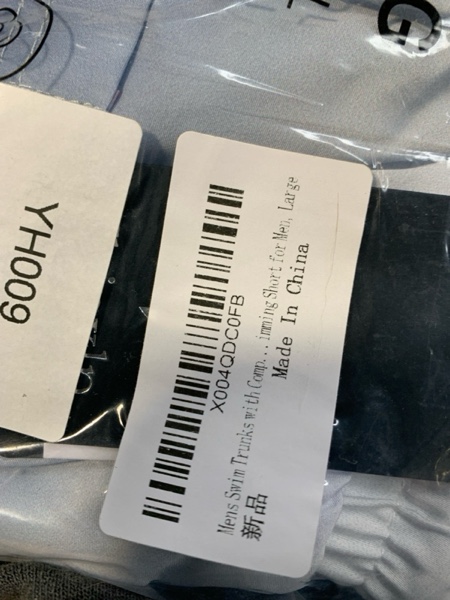 X004QDC0FB
Mens Swim Trunks with Comp...imming Short for Men, Large
新品
Made In China
YH009
G